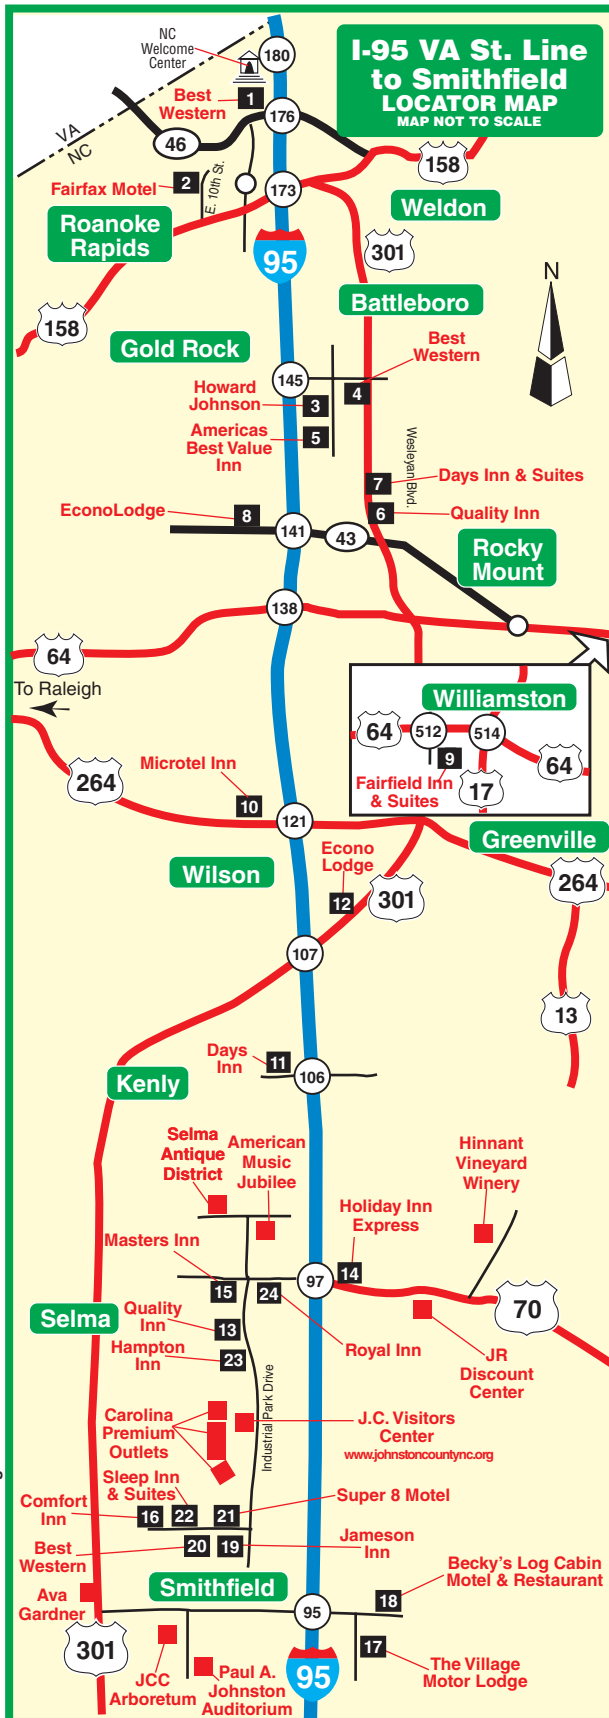 I-95 VA St. Line
to Smithfield
LOCATOR MAP
MAP NOT TO SCALE
NC
Welcome
Center
180
Best
Western
1
176
VA
NC
46
158
Fairfax Motel
2
E. 10th St.
173
Weldon
Roanoke
Rapids
301
95
N
Battleboro
158
Gold Rock
Best
Western
145
4
Howard
Johnson
3
Americas
Best Value
Inn
5
Wesleyan Blvd.
7
Days Inn & Suites
EconoLodge
8
6
Quality Inn
141
43
Rocky
Mount
138
64
To Raleigh
Williamston
64
512
514
9
64
Fairfield Inn
& Suites
17
264
Microtel Inn
10
121
Greenville
Econo
Lodge
Wilson
12
301
264
107
13
Days
Inn
11
106
Kenly
Selma
Antique
District
American
Music
Jubilee
Hinnant
Vineyard
Winery
Holiday Inn
Express
Masters Inn
14
97
15
24
70
Selma
Quality
Inn
13
Royal Inn
Hampton
Inn
23
JR
Discount
Center
Industrial Park Drive
Carolina
Premium
Outlets
J.C. Visitors
Center
www.johnstoncountync.org
Sleep Inn
& Suites
Super 8 Motel
Comfort
Inn
16
22
21
Best
Western
20
19
Jameson
Inn
Becky's Log Cabin
Motel & Restaurant
Smithfield
18
Ava
Gardner
95
301
JCC
Arboretum
Paul A.
Johnston
Auditorium
95
17
The Village
Motor Lodge